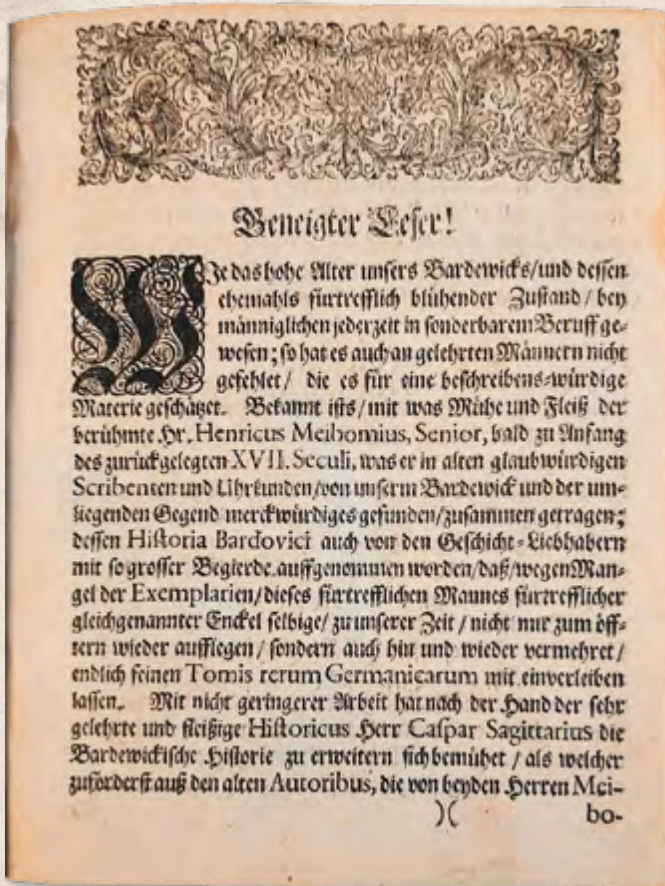 Geneigter Leser!
WJe das hohe Alter unsers Bardewicks/und dessen
ehemahls fürtrefflich blühender Zustand/ bey
männiglichen jederzeit in sonderbarem Beruff ge-
wesen; so hat es auch an gelehrten Männern nicht
gefehlet/ die es für eine beschreibens-würdige
Materie geschätzet. Bekannt ists/mit was Mühe und Fleiß der
berühmte Hr. Henricus Meibomius, Senior, bald zu Anfang
des zurückgelegten XVII. Seculi, was er in alten glaubwürdigen
Scribenten und Uhrkunden/von unserm Bardewick und der um-
liegenden Gegend merckwürdiges gefunden/zusammen getragen;
dessen Historia Bardovici auch von den Geschicht-Liebhabern
mit so grosser Begierde auffgenommen worden/daß/wegen Man-
gel der Exemplarien/dieses fürtrefflichen Mannes fürtrefflicher
gleichgenannter Enckel selbige/ zu unserer Zeit/ nicht nur zum öff-
tern wieder aufflegen/ sondern auch hin und wieder vermehret/
endlich seinen Tomis rerum Germanicarum mit einverleiben
lassen. Mit nicht geringerer Arbeit hat nach der Hand der sehr
gelehrte und fleißige Historicus Herr Caspar Sagittarius die
Bardewickische Historie zu erweitern sich bemühet/ als welcher
zuforderst auß den alten Autoribus, die von beyden Herren Mei-
)( bo-